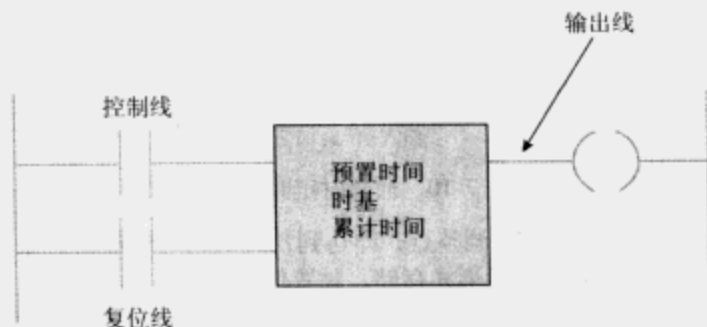 输出线
控制线
预置时间
时基
累计时间
复位线